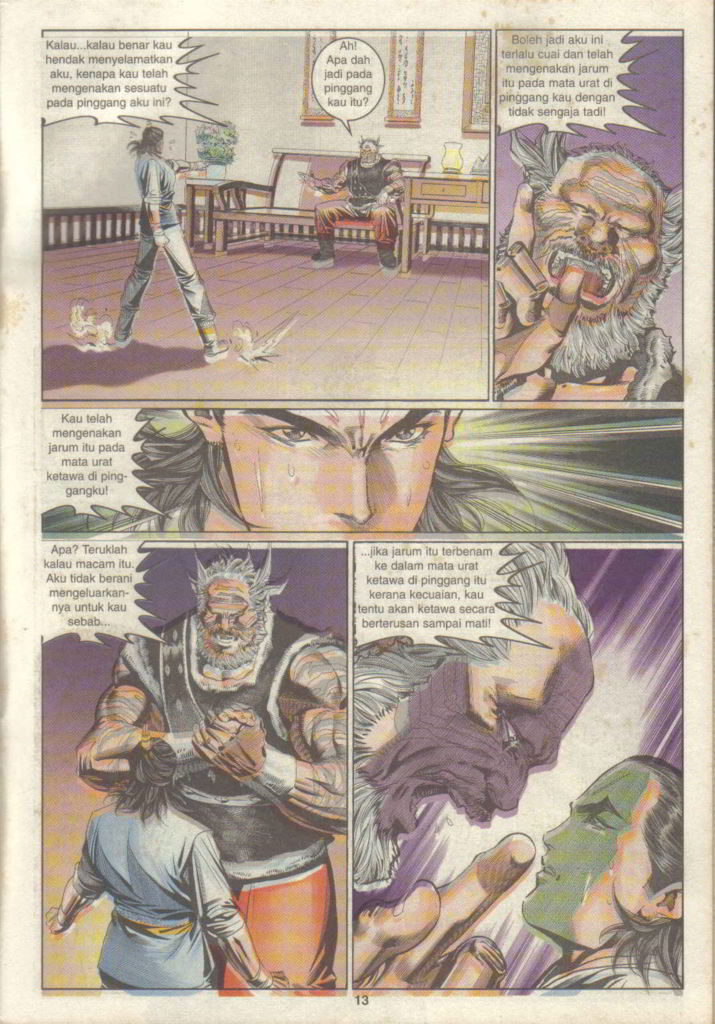 Kalau...kalau benar kau
hendak menyelamatkan
aku, kenapa kau telah
mengenakan sesuatu
pada pinggang aku ini?
Ah!
Apa dah
jadi pada
pinggang
kau itu?
Boleh jadi aku ini
terlalu cuai dan telah
mengenakan jarum
itu pada mata urat di
pinggang kau dengan
tidak sengaja tadi!
Kau telah
mengenakan
jarum itu pada
mata urat
ketawa di ping-
gangku!
Apa? Teruklah
kalau macam itu.
Aku tidak berani
mengeluarkan-
nya untuk kau
sebab...
...jika jarum itu terbenam
ke dalam mata urat
ketawa di pinggang itu
kerana kecuaian, kau
tentu akan ketawa secara
berterusan sampai mati!
13